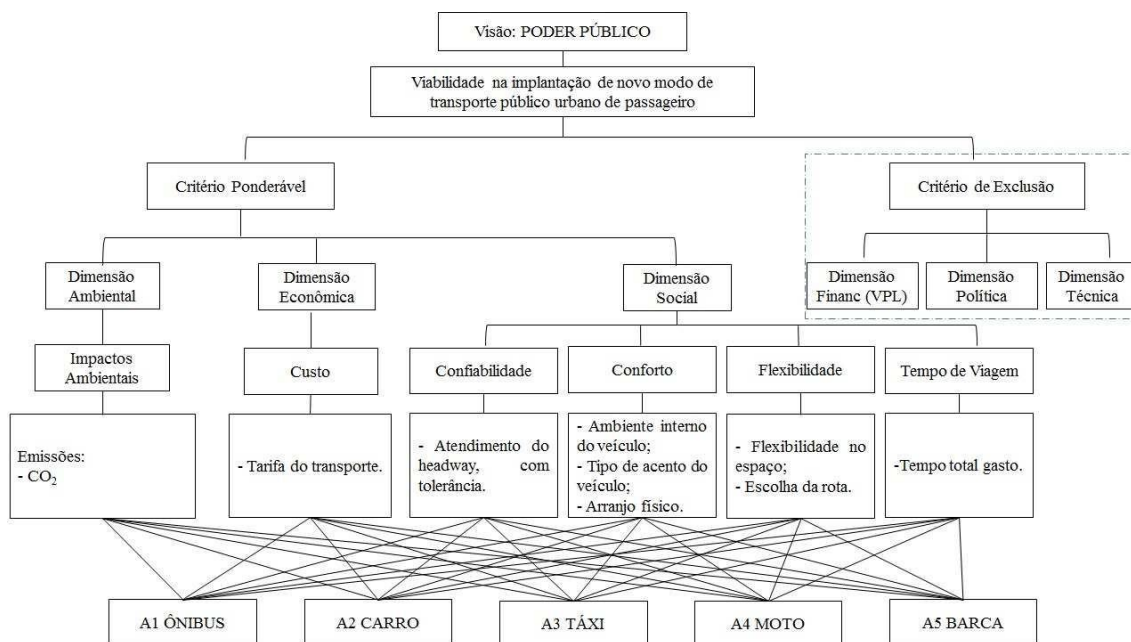 Visão: PODER PÚBLICO
Viabilidade na implantação de novo modo de
transporte público urbano de passageiro
Critério Ponderável
Critério de Exclusão
Dimensão
Ambiental
Dimensão
Econômica
Dimensão
Social
Dimensão
Financ (VPL)
Dimensão
Política
Dimensão
Técnica
Impactos
Ambientais
Custo
Confiabilidade
Conforto
Flexibilidade
Tempo de Viagem
Emissões:
- CO₂
- Tarifa do transporte.
- Atendimento do
headway, com
tolerância.
- Ambiente interno
do veículo;
- Tipo de acento do
veículo;
- Arranjo físico.
- Flexibilidade no
espaço;
- Escolha da rota.
-Tempo total gasto.
A1 ÔNIBUS
A2 CARRO
A3 TÁXI
A4 MOTO
A5 BARCA